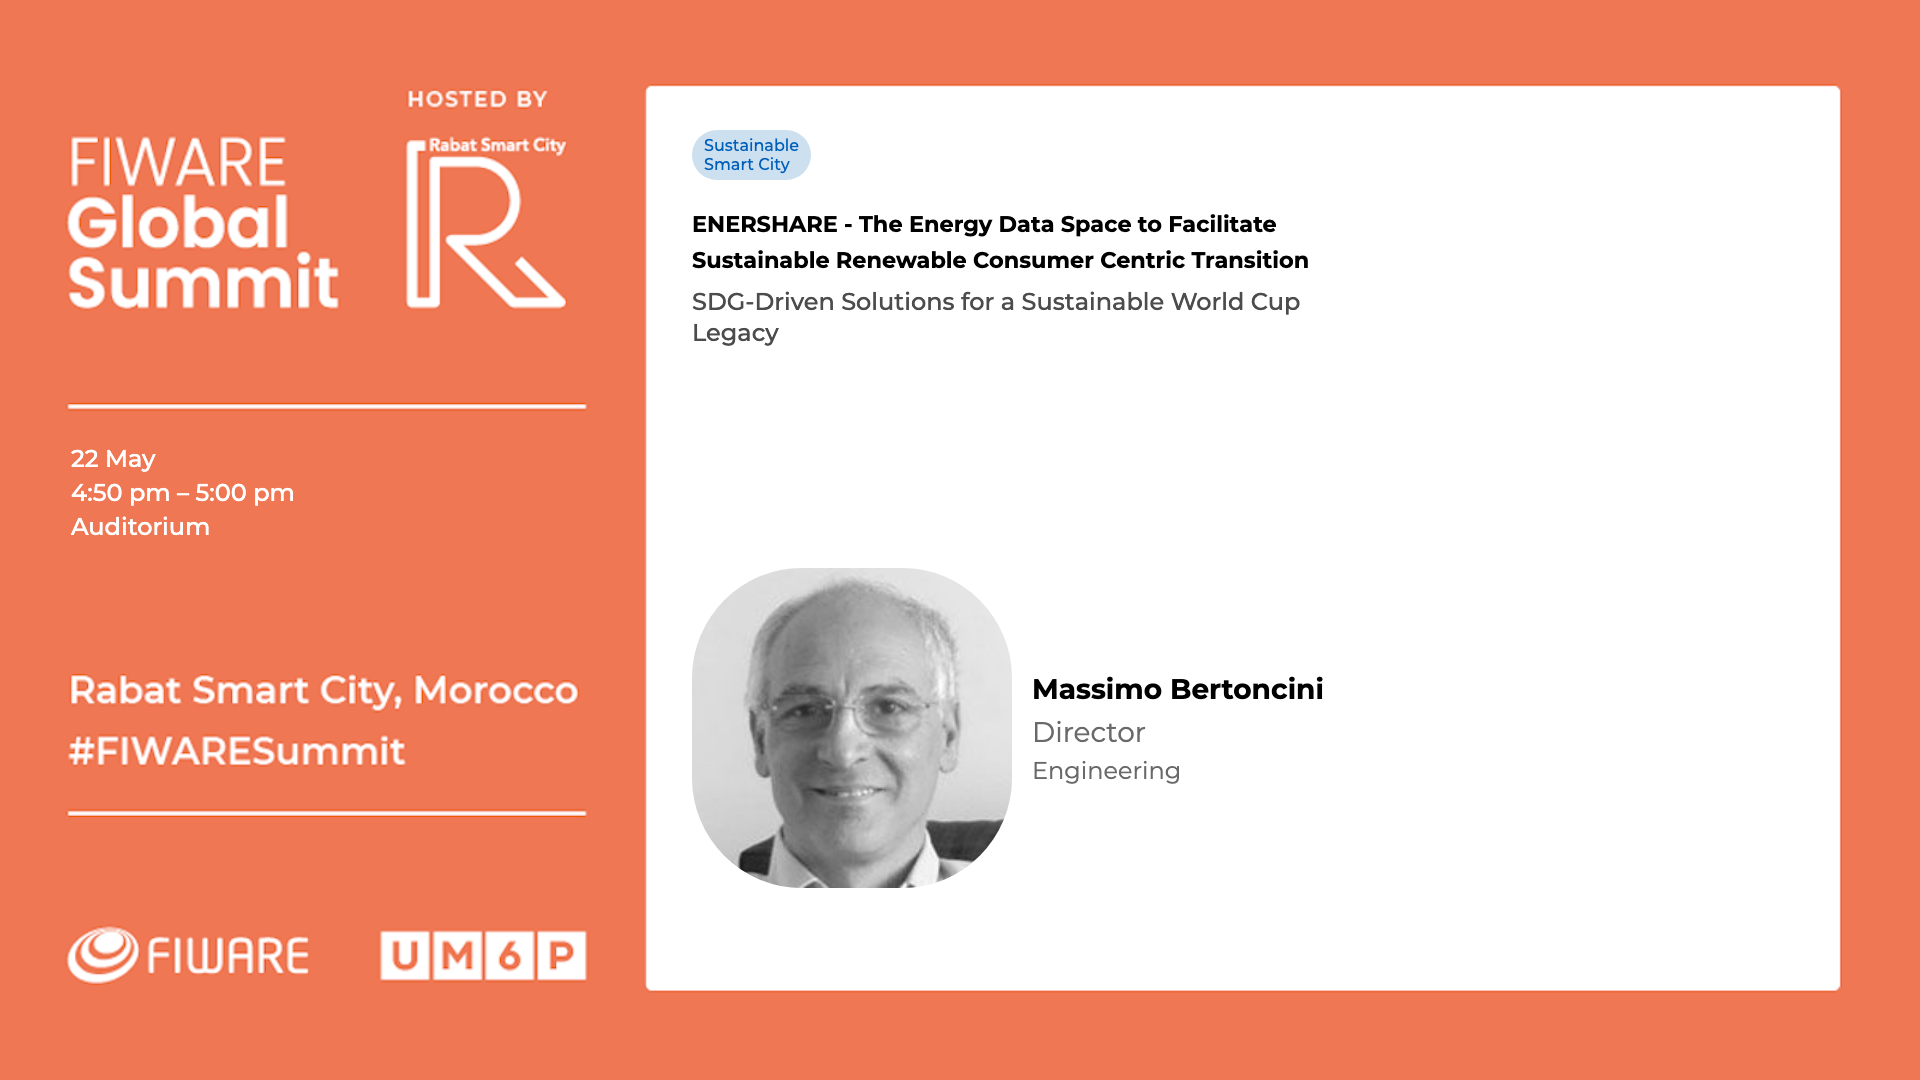 HOSTED BY
FIWARE
Global
Summit
Rabat Smart City
22 May
4:50 pm – 5:00 pm
Auditorium
Rabat Smart City, Morocco
#FIWARESummit
FIWARE
UM6P
Sustainable
Smart City
ENERSHARE - The Energy Data Space to Facilitate
Sustainable Renewable Consumer Centric Transition
SDG-Driven Solutions for a Sustainable World Cup
Legacy
Massimo Bertoncini
Director
Engineering